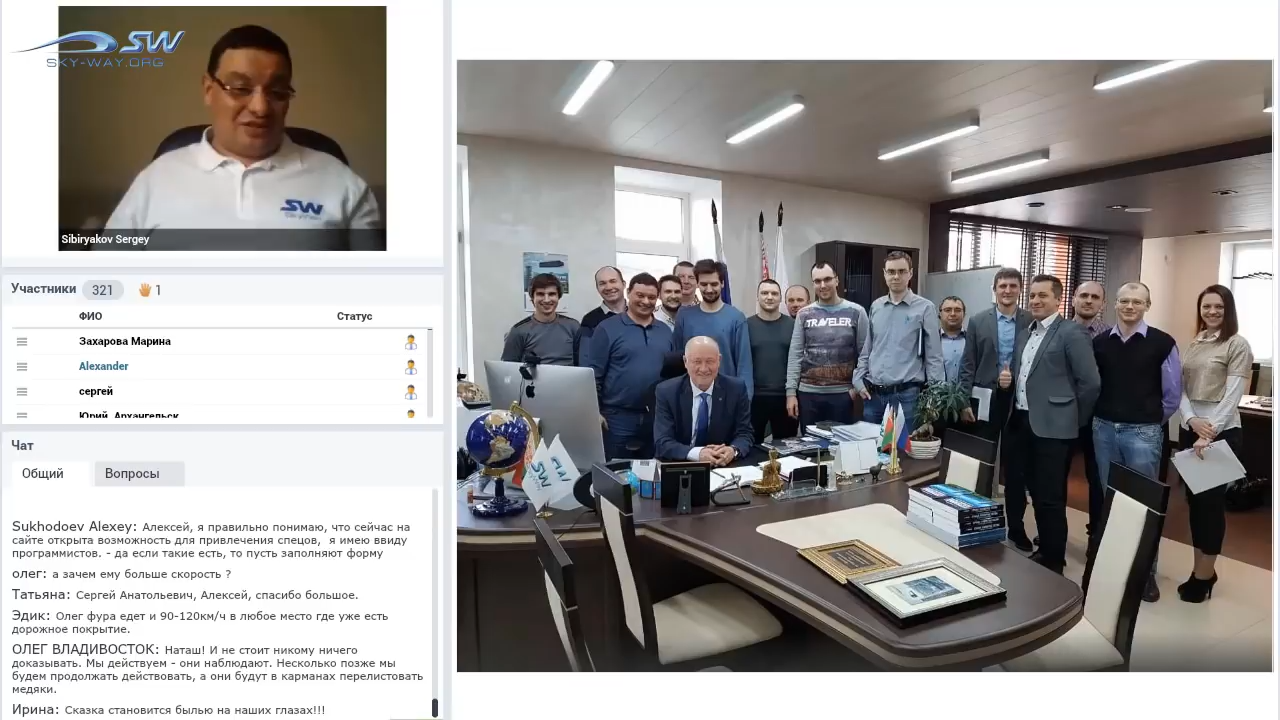 SW
SKY-WAY.ORG
SW
Sibiryakov Sergey
Участники 321 1
ФИО Статус
Захарова Марина
Alexander
сергей
Юрий, Архангельск
Чат
Общий Вопросы
Sukhodoev Alexey: Алексей, я правильно понимаю, что сейчас на
сайте открыта возможность для привлечения кадров, я имею ввиду
программистов. - да если такие есть, то пусть заполняют форму
олег: а зачем ему больше скорость ?
Татьяна: Сергей Анатольевич, Алексей, спасибо большое.
Эдик: Олег фура едет и 90-120км/ч в любое место где уже есть
дорожное покрытие.
ОЛЕГ ВЛАДИВОСТОК: Наташ! И не стоит никому ничего
доказывать. Мы действуем - они наблюдают. Несколько позже мы
будем продолжать действовать, а они будут в карманах перелистовать
медяки.
Ирина: Сказка становится былью на наших глазах!!!
TRAVELER
SW